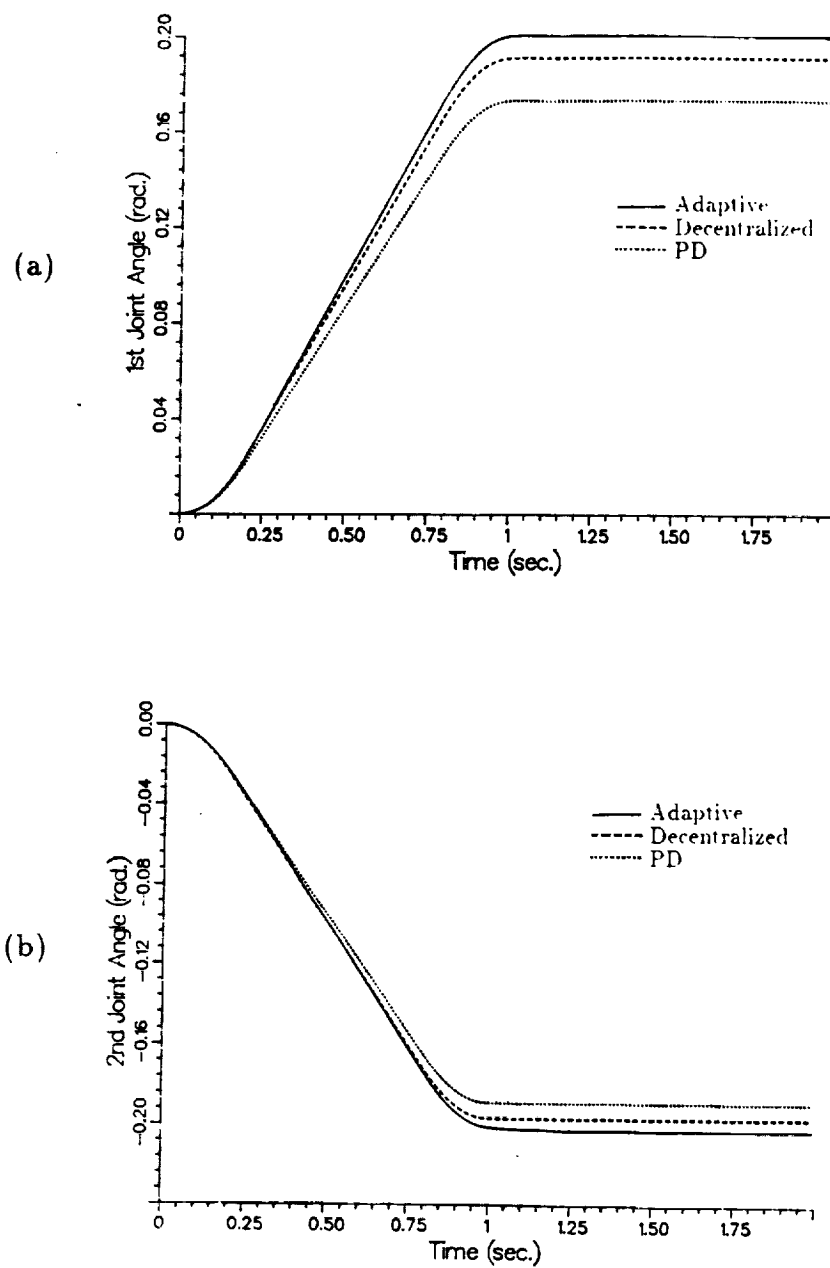 (a)
1st Joint Angle (rad.)
0.20
0.16
0.12
0.08
0.04
Adaptive
Decentralized
PD
0 0.25 0.50 0.75 1 1.25 1.50 1.75
Time (sec.)
(b)
2nd Joint Angle (rad.)
0.00
-0.04
-0.08
-0.12
-0.16
-0.20
Adaptive
Decentralized
PD
0 0.25 0.50 0.75 1 1.25 1.50 1.75
Time (sec.)